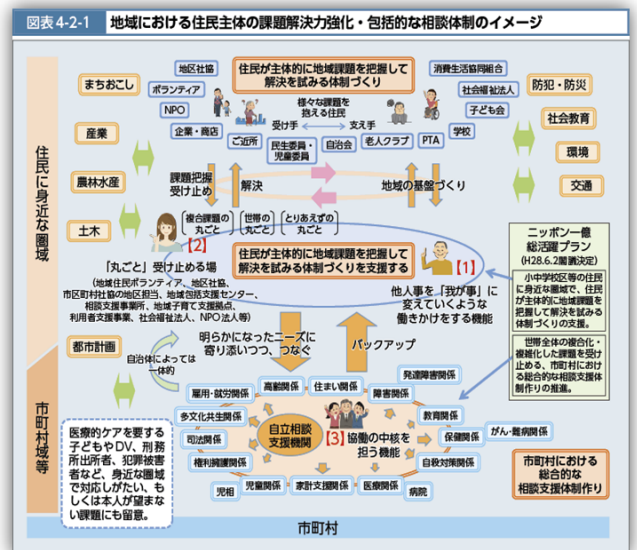 図表4-2-1
地域における住民主体の課題解決力強化・包括的な相談体制のイメージ
住民に身近な圏域
まちおこし
産業
農林水産
土木
都市計画
地区社協
ボランティア
NPO
企業・商店
ご近所
民生委員・
児童委員
自治会
老人クラブ
PTA
学校
子ども会
社会福祉法人
消費生活協同組合
住民が主体的に地域課題を把握して
解決を試みる体制づくり
様々な課題を
抱える住民
受け手
支え手
防犯・防災
社会教育
環境
交通
課題把握
受け止め
解決
地域の基盤づくり
複合課題の
丸ごと
世帯の
丸ごと
とりあえずの
丸ごと
【2】
住民が主体的に地域課題を把握して
解決を試みる体制づくりを支援する
【1】
「丸ごと」受け止める場
(地域住民ボランティア、地区社協、
市区町村社協の地区担当、地域包括支援センター、
相談支援事業所、地域子育て支援拠点、
利用者支援事業、社会福祉法人、NPO法人等)
他人事を「我が事」に
変えていくような
働きかけをする機能
ニッポン一億
総活躍プラン
(H28.6.2閣議決定)
小中学校区等の住民
に身近な圏域で、住民
が主体的に地域課題を
把握して解決を試みる
体制づくりの支援。
世帯全体の複合化・
複雑化した課題を受け
止める、市町村におけ
る総合的な相談支援体
制作りの推進。
明らかになったニーズに
寄り添いつつ、つなぐ
バックアップ
自治体によっては
一体的
市町村域等
医療的ケアを要する
子どもやDV、刑務
所出所者、犯罪被害
者など、身近な圏域
で対応しがたい、も
しくは本人が望まな
い課題にも留意。
雇用・就労関係
高齢関係
住まい関係
障害関係
発達障害関係
多文化共生関係
教育関係
司法関係
保健関係
がん・難病関係
権利擁護関係
自殺対策関係
児相
児童関係
家計支援関係
医療関係
病院
自立相談
支援機関
【3】
協働の中核を
担う機能
市町村における
総合的な
相談支援体制作り
市町村